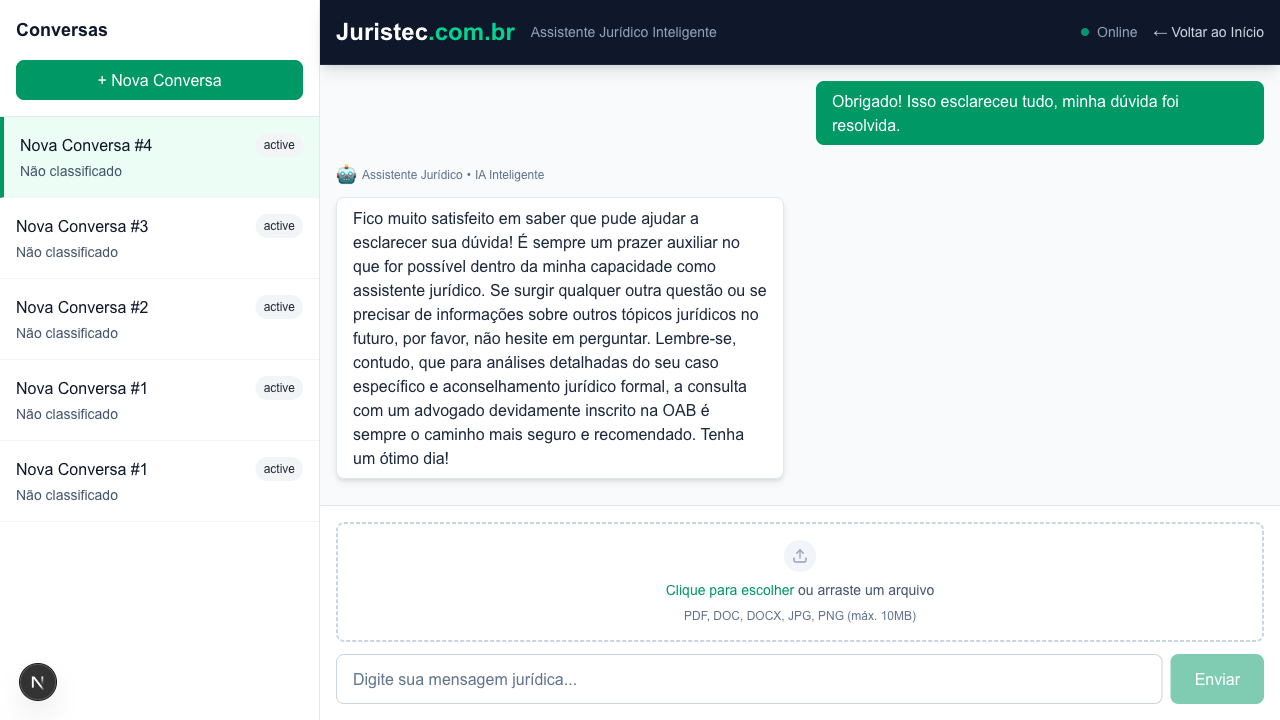 Conversas
+ Nova Conversa
Nova Conversa #4
active
Não classificado
Nova Conversa #3
active
Não classificado
Nova Conversa #2
active
Não classificado
Nova Conversa #1
active
Não classificado
Nova Conversa #1
active
Não classificado
N
Juristec.com.br
Assistente Jurídico Inteligente
Online
← Voltar ao Início
Obrigado! Isso esclareceu tudo, minha dúvida foi
resolvida.
Assistente Jurídico • IA Inteligente
Fico muito satisfeito em saber que pude ajudar a
esclarecer sua dúvida! É sempre um prazer auxiliar no
que for possível dentro da minha capacidade como
assistente jurídico. Se surgir qualquer outra questão ou se
precisar de informações sobre outros tópicos jurídicos no
futuro, por favor, não hesite em perguntar. Lembre-se,
contudo, que para análises detalhadas do seu caso
específico e aconselhamento jurídico formal, a consulta
com um advogado devidamente inscrito na OAB é
sempre o caminho mais seguro e recomendado. Tenha
um ótimo dia!
Clique para escolher ou arraste um arquivo
PDF, DOC, DOCX, JPG, PNG (máx. 10MB)
Digite sua mensagem jurídica...
Enviar